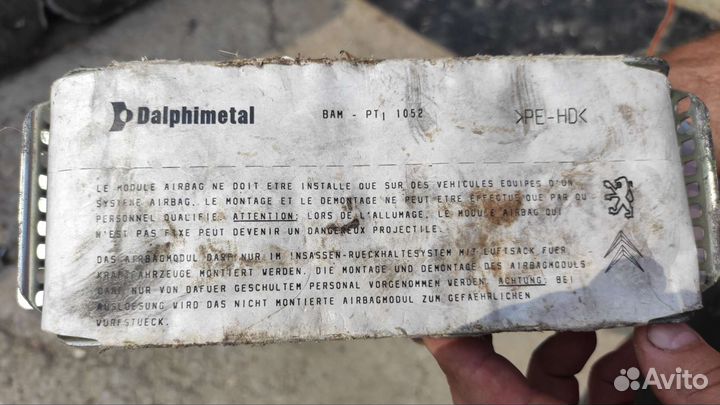 Dalphimetal BAM - PT1 1052 >PE-HD<
LE MODULE AIRBAG NE DOIT ETRE INSTALLE QUE SUR DES VEHICULES EQUIPES D'UN
SYSTEME AIRBAG. LE MONTAGE ET LE DEMONTAGE NE PEUT ETRE EFFECTUE QUE PAR DU
PERSONNEL QUALIFIE. ATTENTION: LORS DE L'ALLUMAGE, LE MODULE AIRBAG QUI
N'EST PAS FIXE PEUT DEVENIR UN DANGEREUX PROJECTILE.
DAS AIRBAGMODUL DARF NUR IM INSASSEN-RUECKHALTESYSTEM MIT LUFTSACK FUER
KRAFTFAHRZEUGE MONTIERT WERDEN. DIE MONTAGE UND DEMONTAGE DES AIRBAGMODULS
DARF NUR VON DAFUER GESCHULTEM PERSONAL VORGENOMMEN WERDEN. ACHTUNG: BEI
AUSLOESUNG WIRD DAS NICHT MONTIERTE AIRBAGMODUL ZUM GEFAEHRLICHEN
WURFSTUECK.
Avito